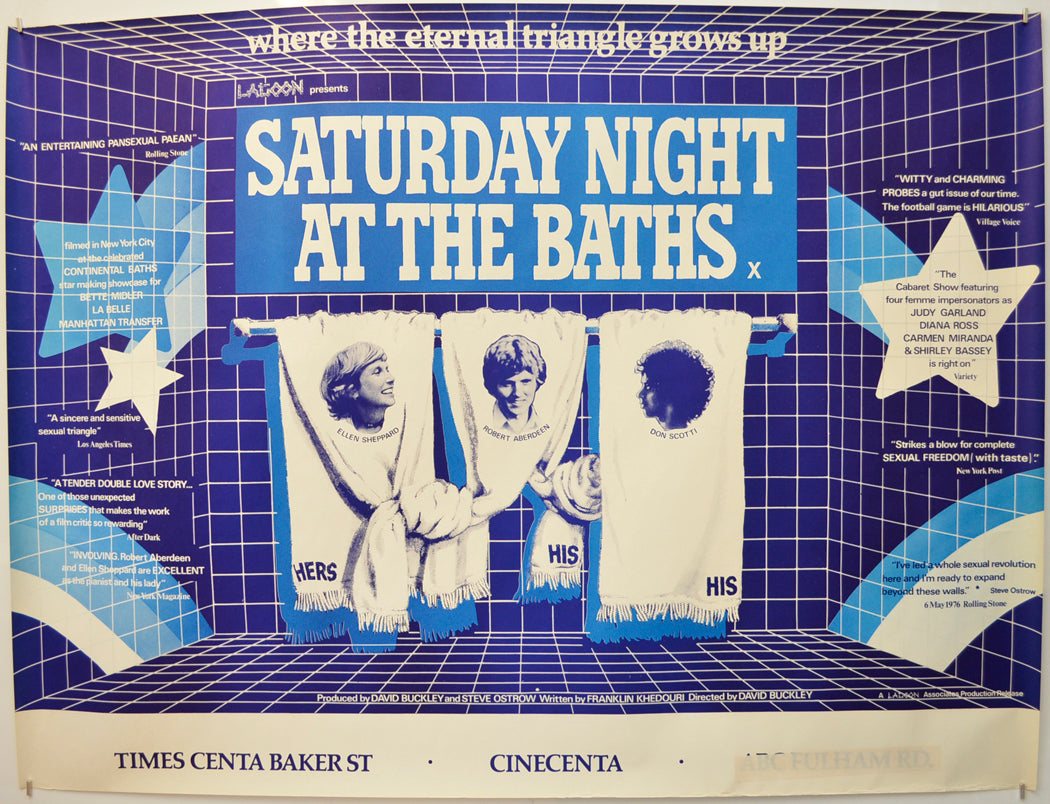 where the eternal triangle grows up
LAGOON presents
SATURDAY NIGHT
AT THE BATHS
X
"AN ENTERTAINING PANSEXUAL PAEAN"
Rolling Stone
filmed in New York City
at the celebrated
CONTINENTAL BATHS
star making showcase for
BETTE MIDLER
LA BELLE
MANHATTAN TRANSFER
"A sincere and sensitive
sexual triangle"
Los Angeles Times
"A TENDER DOUBLE LOVE STORY...
One of those unexpected
SURPRISES that makes the work
of a film critic so rewarding"
After Dark
"INVOLVING. Robert Aberdeen
and Ellen Sheppard are EXCELLENT
as the pianist and his lady"
New York Magazine
"WITTY and CHARMING
PROBES a gut issue of our time.
The football game is HILARIOUS"
Village Voice
"The
Cabaret Show featuring
four femme impersonators as
JUDY GARLAND
DIANA ROSS
CARMEN MIRANDA
& SHIRLEY BASSEY
is right on"
Variety
"Strikes a blow for complete
SEXUAL FREEDOM (with taste)."
New York Post
"I've led a whole sexual revolution
here and I'm ready to expand
beyond these walls." Steve Ostrow
6 May 1976 Rolling Stone
ELLEN SHEPPARD
ROBERT ABERDEEN
DON SCOTTI
HERS
HIS
HIS
Produced by DAVID BUCKLEY and STEVE OSTROW Written by FRANKLIN KHEDOURI Directed by DAVID BUCKLEY
A LAGOON Associates Production Release
TIMES CENTA BAKER ST · CINECENTA · ABC FULHAM RD.